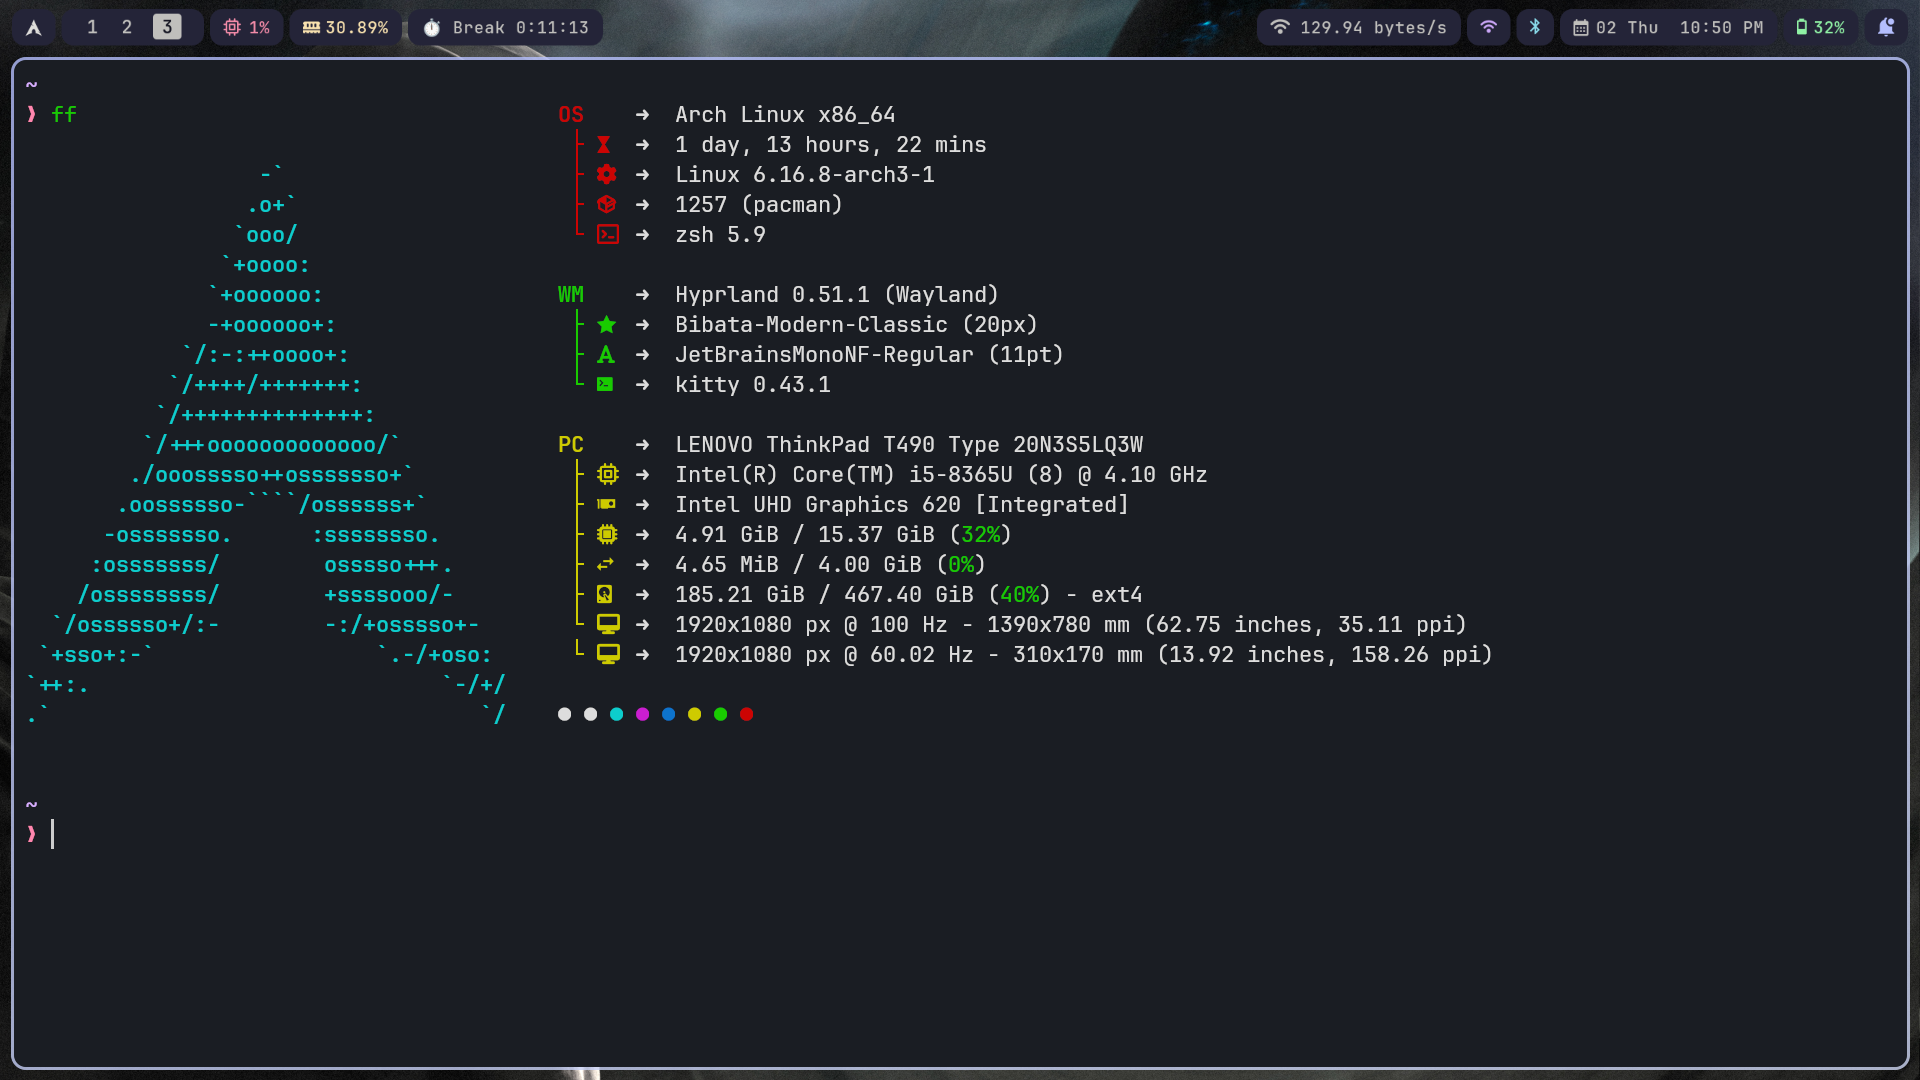 1 2 3 1% 30.89% Break 0:11:13 129.94 bytes/s 02 Thu 10:50 PM 32%
~
❱ ff
OS → Arch Linux x86_64
→ 1 day, 13 hours, 22 mins
-` → Linux 6.16.8-arch3-1
.o+` → 1257 (pacman)
`ooo/ → zsh 5.9
`+oooo:
`+oooooo: WM → Hyprland 0.51.1 (Wayland)
-+oooooo+: → Bibata-Modern-Classic (20px)
`/:-:++oooo+: → JetBrainsMonoNF-Regular (11pt)
`/++++/+++++++: → kitty 0.43.1
`/++++++++++++++:
`/+++ooooooooooooo/` PC → LENOVO ThinkPad T490 Type 20N3S5LQ3W
./ooosssso++osssssso+` → Intel(R) Core(TM) i5-8365U (8) @ 4.10 GHz
.oossssso-````/ossssss+` → Intel UHD Graphics 620 [Integrated]
-osssssso. :ssssssso. → 4.91 GiB / 15.37 GiB (32%)
:osssssss/ osssso+++. → 4.65 MiB / 4.00 GiB (0%)
/ossssssss/ +ssssooo/- → 185.21 GiB / 467.40 GiB (40%) - ext4
`/ossssso+/:- -:/+osssso+- → 1920x1080 px @ 100 Hz - 1390x780 mm (62.75 inches, 35.11 ppi)
`+sso+:-` `.-/+oso: → 1920x1080 px @ 60.02 Hz - 310x170 mm (13.92 inches, 158.26 ppi)
`++:. `-/+/
.` `/
~
❱